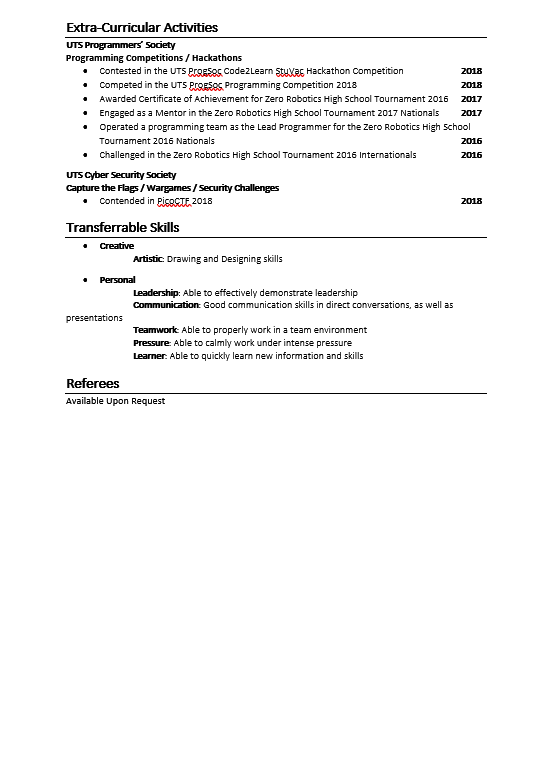 Extra-Curricular Activities
UTS Programmers' Society
Programming Competitions / Hackathons
• Contested in the UTS ProgSoc Code2Learn StuVac Hackathon Competition 2018
• Competed in the UTS ProgSoc Programming Competition 2018 2018
• Awarded Certificate of Achievement for Zero Robotics High School Tournament 2016 2017
• Engaged as a Mentor in the Zero Robotics High School Tournament 2017 Nationals 2017
• Operated a programming team as the Lead Programmer for the Zero Robotics High School
Tournament 2016 Nationals 2016
• Challenged in the Zero Robotics High School Tournament 2016 Internationals 2016
UTS Cyber Security Society
Capture the Flags / Wargames / Security Challenges
• Contended in PicoCTF 2018 2018
Transferrable Skills
• Creative
Artistic: Drawing and Designing skills
• Personal
Leadership: Able to effectively demonstrate leadership
Communication: Good communication skills in direct conversations, as well as
presentations
Teamwork: Able to properly work in a team environment
Pressure: Able to calmly work under intense pressure
Learner: Able to quickly learn new information and skills
Referees
Available Upon Request